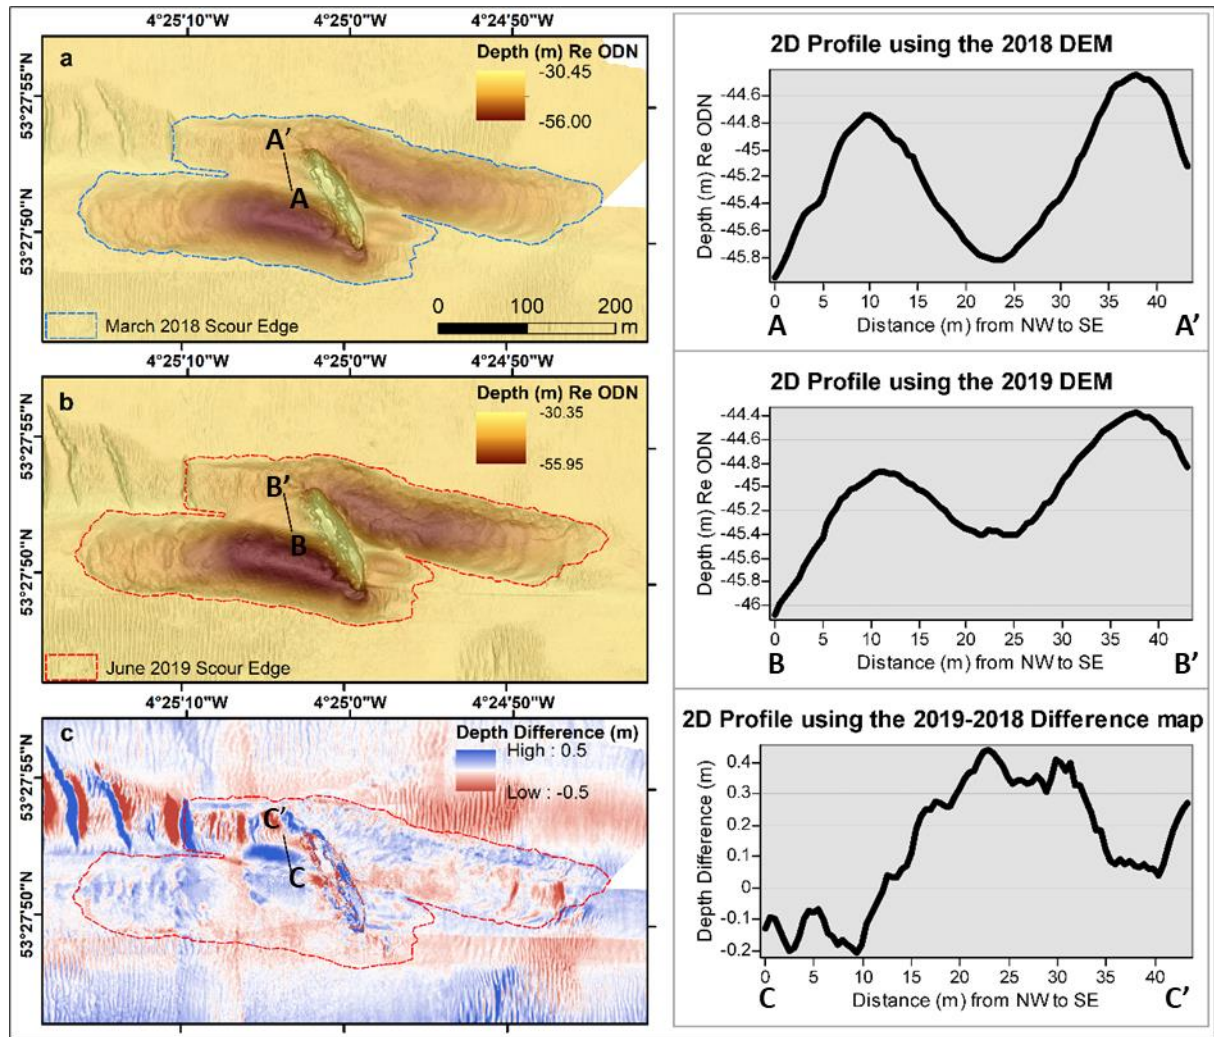 4°25'10"W 4°25'0"W 4°24'50"W
a
Depth (m) Re ODN
-30.45
-56.00
53°27'55"N
53°27'50"N
A'
A
0 100 200
m
March 2018 Scour Edge
4°25'10"W 4°25'0"W 4°24'50"W
b
Depth (m) Re ODN
-30.35
-55.95
53°27'55"N
53°27'50"N
B'
B
June 2019 Scour Edge
4°25'10"W 4°25'0"W 4°24'50"W
c
Depth Difference (m)
High : 0.5
Low : -0.5
53°27'55"N
53°27'50"N
C'
C
2D Profile using the 2018 DEM
Depth (m) Re ODN
-44.6
-44.8
-45
-45.2
-45.4
-45.6
-45.8
0 5 10 15 20 25 30 35 40
A Distance (m) from NW to SE A'
2D Profile using the 2019 DEM
Depth (m) Re ODN
-44.4
-44.6
-44.8
-45
-45.2
-45.4
-45.6
-45.8
-46
0 5 10 15 20 25 30 35 40
B Distance (m) from NW to SE B'
2D Profile using the 2019-2018 Difference map
Depth Difference (m)
0.4
0.3
0.1
0
-0.1
-0.2
0 5 10 15 20 25 30 35 40
C Distance (m) from NW to SE C'